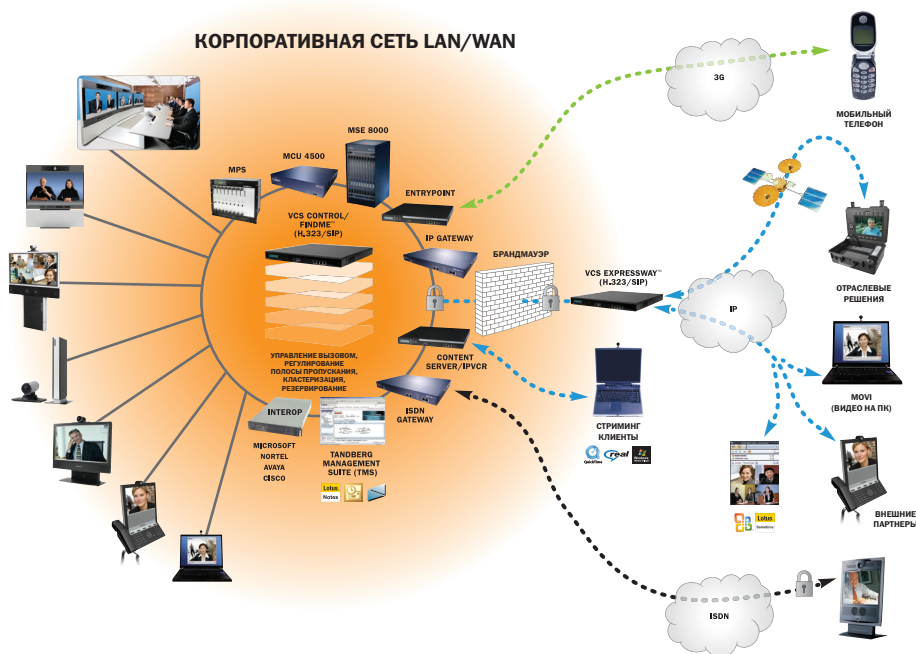 КОРПОРАТИВНАЯ СЕТЬ LAN/WAN
3G
МОБИЛЬНЫЙ
ТЕЛЕФОН
MSE 8000
MCU 4500
MPS
ENTRYPOINT
VCS CONTROL/
FINDME™
(H.323/SIP)
IP GATEWAY
БРАНДМАУЭР
VCS EXPRESSWAY™
(H.323/SIP)
IP
ОТРАСЛЕВЫЕ
РЕШЕНИЯ
УПРАВЛЕНИЕ ВЫЗОВОМ,
РЕГУЛИРОВАНИЕ
ПОЛОСЫ ПРОПУСКАНИЯ,
КЛАСТЕРИЗАЦИЯ,
РЕЗЕРВИРОВАНИЕ
CONTENT
SERVER/IPVCR
MOVI
(ВИДЕО НА ПК)
INTEROP
ISDN
GATEWAY
СТРИМИНГ
КЛИЕНТЫ
QuickTime
real
Windows
MICROSOFT
NORTEL
AVAYA
CISCO
TANDBERG
MANAGEMENT
SUITE (TMS)
Lotus
Notes
Lotus
Sametime
ВНЕШНИЕ
ПАРТНЕРЫ
ISDN